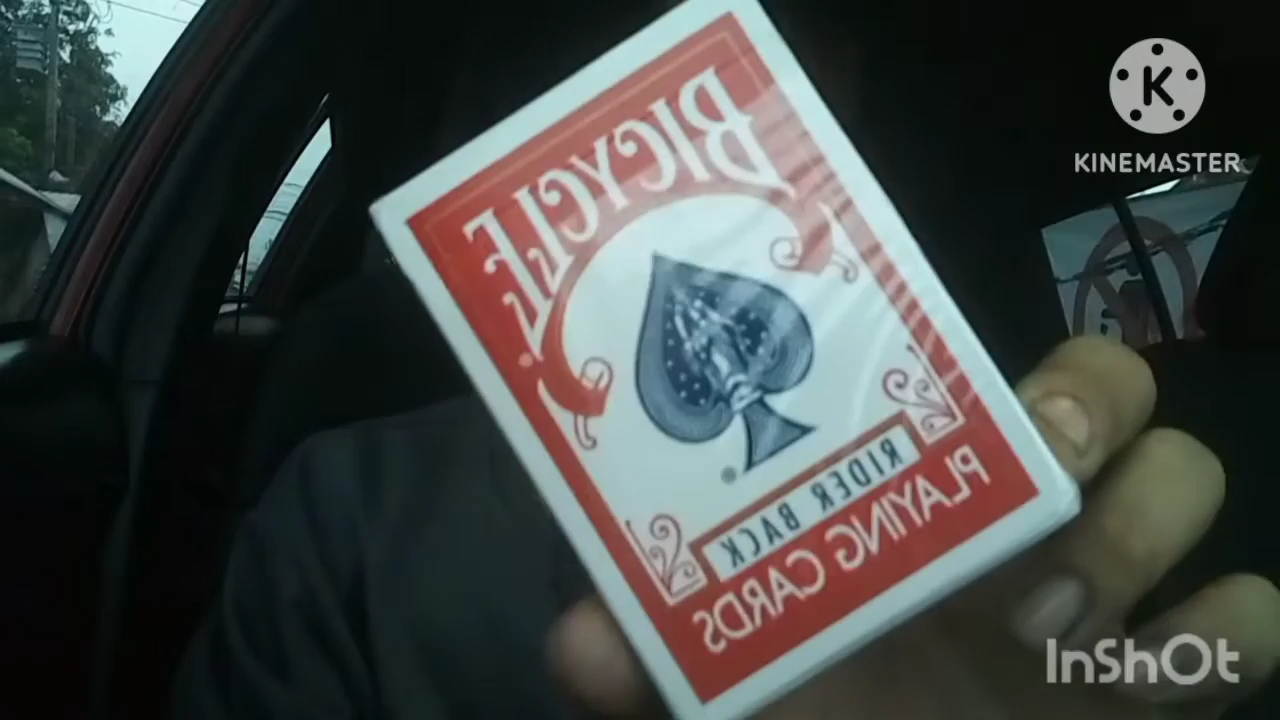 BICYCLE
®
®
RIDER BACK
PLAYING CARDS
K
KINEMASTER
InShOt